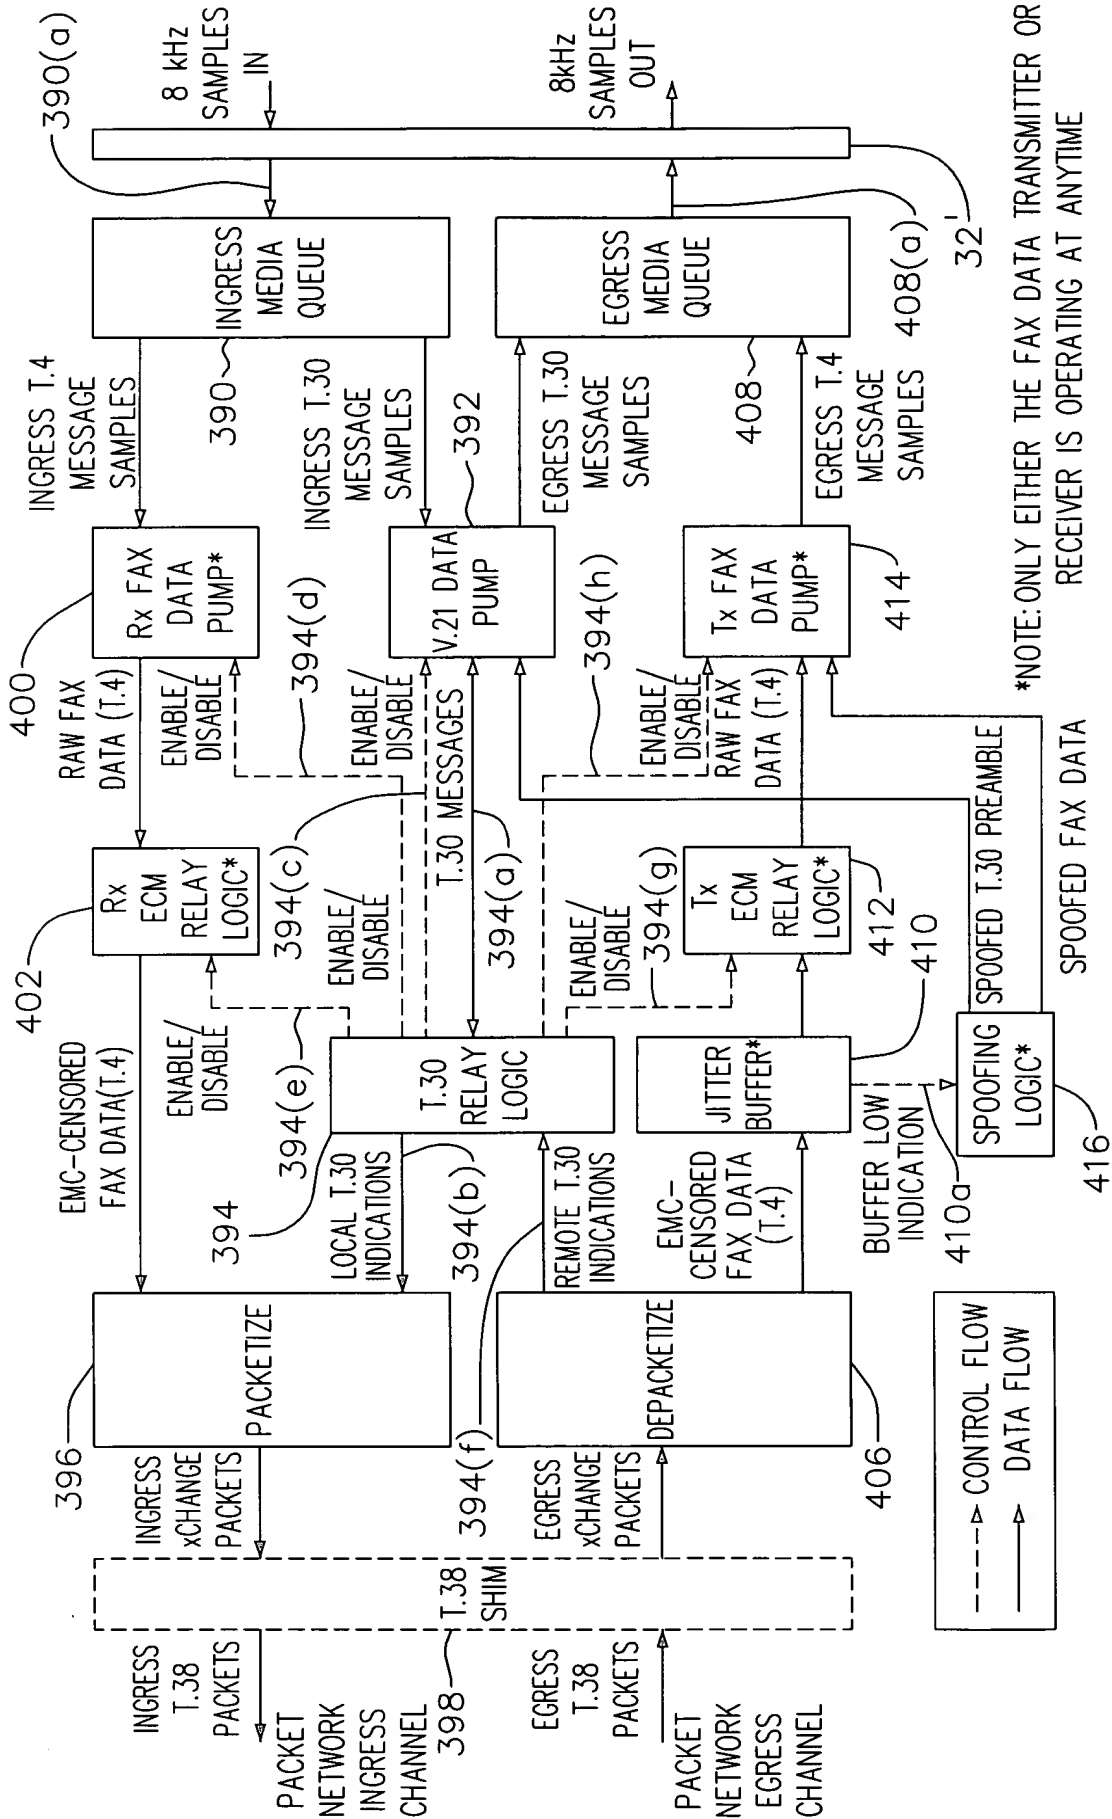 390(a)
8 kHz
SAMPLES
IN
8kHz
SAMPLES
OUT
32'
INGRESS
MEDIA
QUEUE
390
EGRESS
MEDIA
QUEUE
408
408(a)
INGRESS T.4
MESSAGE
SAMPLES
INGRESS T.30
MESSAGE
SAMPLES
EGRESS T.30
MESSAGE
SAMPLES
EGRESS T.4
MESSAGE
SAMPLES
400
Rx FAX
DATA
PUMP*
V.21 DATA
PUMP
392
Tx FAX
DATA
PUMP*
414
RAW FAX
DATA (T.4)
ENABLE/
DISABLE
394(d)
ENABLE/
DISABLE
394(c)
T.30 MESSAGES
394(a)
394(h)
ENABLE/
DISABLE
RAW FAX
DATA (T.4)
402
Rx
ECM
RELAY
LOGIC*
ENABLE/
DISABLE
Tx
ECM
RELAY
LOGIC*
412
394(g)
ENABLE/
DISABLE
EMC-CENSORED
FAX DATA(T.4)
ENABLE/
DISABLE
394(e)
394
T.30
RELAY
LOGIC
JITTER
BUFFER*
410
SPOOFING
LOGIC*
416
SPOOFED T.30 PREAMBLE
SPOOFED FAX DATA
LOCAL T.30
INDICATIONS
394(b)
REMOTE T.30
INDICATIONS
394(f)
EMC-
CENSORED
FAX DATA
(T.4)
BUFFER LOW
INDICATION
410a
396
PACKETIZE
DEPACKETIZE
406
INGRESS
xCHANGE
PACKETS
EGRESS
xCHANGE
PACKETS
T.38
SHIM
398
INGRESS
T.38
PACKETS
EGRESS
T.38
PACKETS
PACKET
NETWORK
INGRESS
CHANNEL
PACKET
NETWORK
EGRESS
CHANNEL
CONTROL FLOW
DATA FLOW
*NOTE: ONLY EITHER THE FAX DATA TRANSMITTER OR
RECEIVER IS OPERATING AT ANYTIME